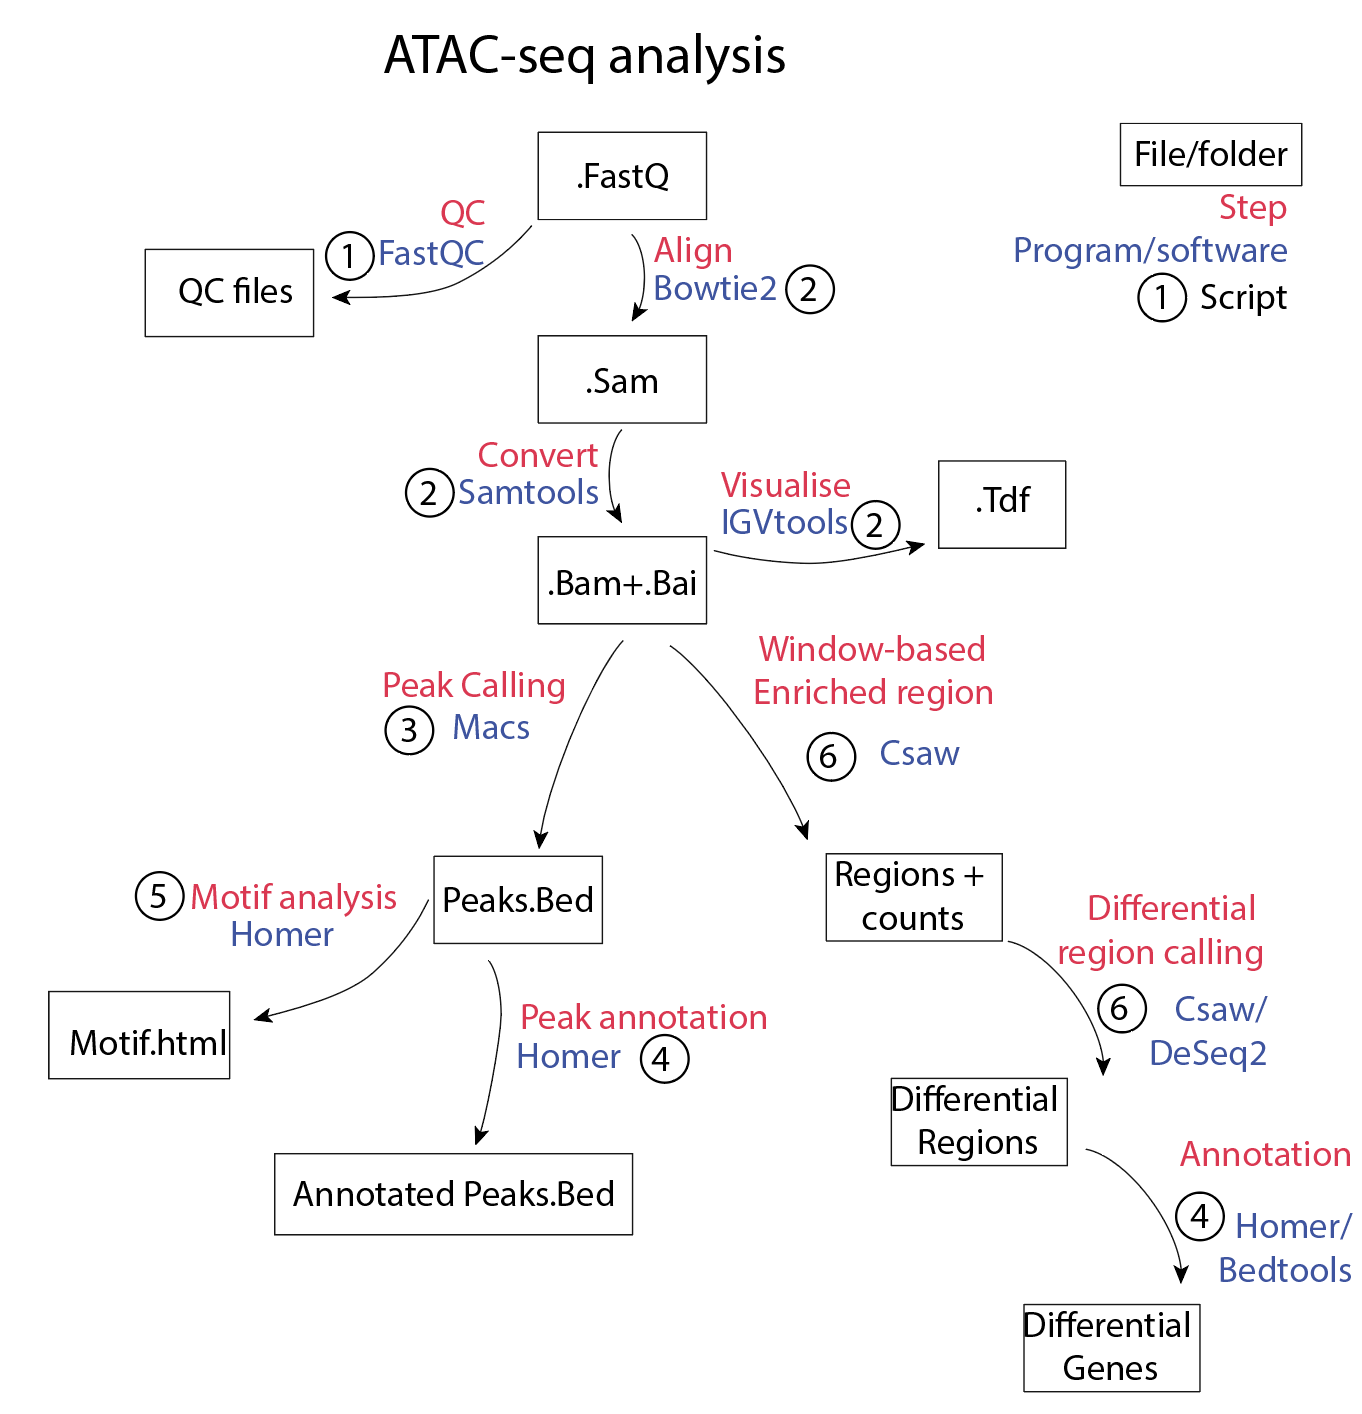 ATAC-seq analysis
.FastQ
File/folder
Step
Program/software
1 Script
QC
1 FastQC
QC files
Align
Bowtie2 2
.Sam
Convert
2 Samtools
Visualise
IGVtools 2
.Tdf
.Bam+.Bai
Peak Calling
3 Macs
Window-based
Enriched region
6 Csaw
Peaks.Bed
Regions +
counts
5 Motif analysis
Homer
Motif.html
Peak annotation
Homer 4
Annotated Peaks.Bed
Differential
region calling
6 Csaw/
DeSeq2
Differential
Regions
Annotation
4 Homer/
Bedtools
Differential
Genes